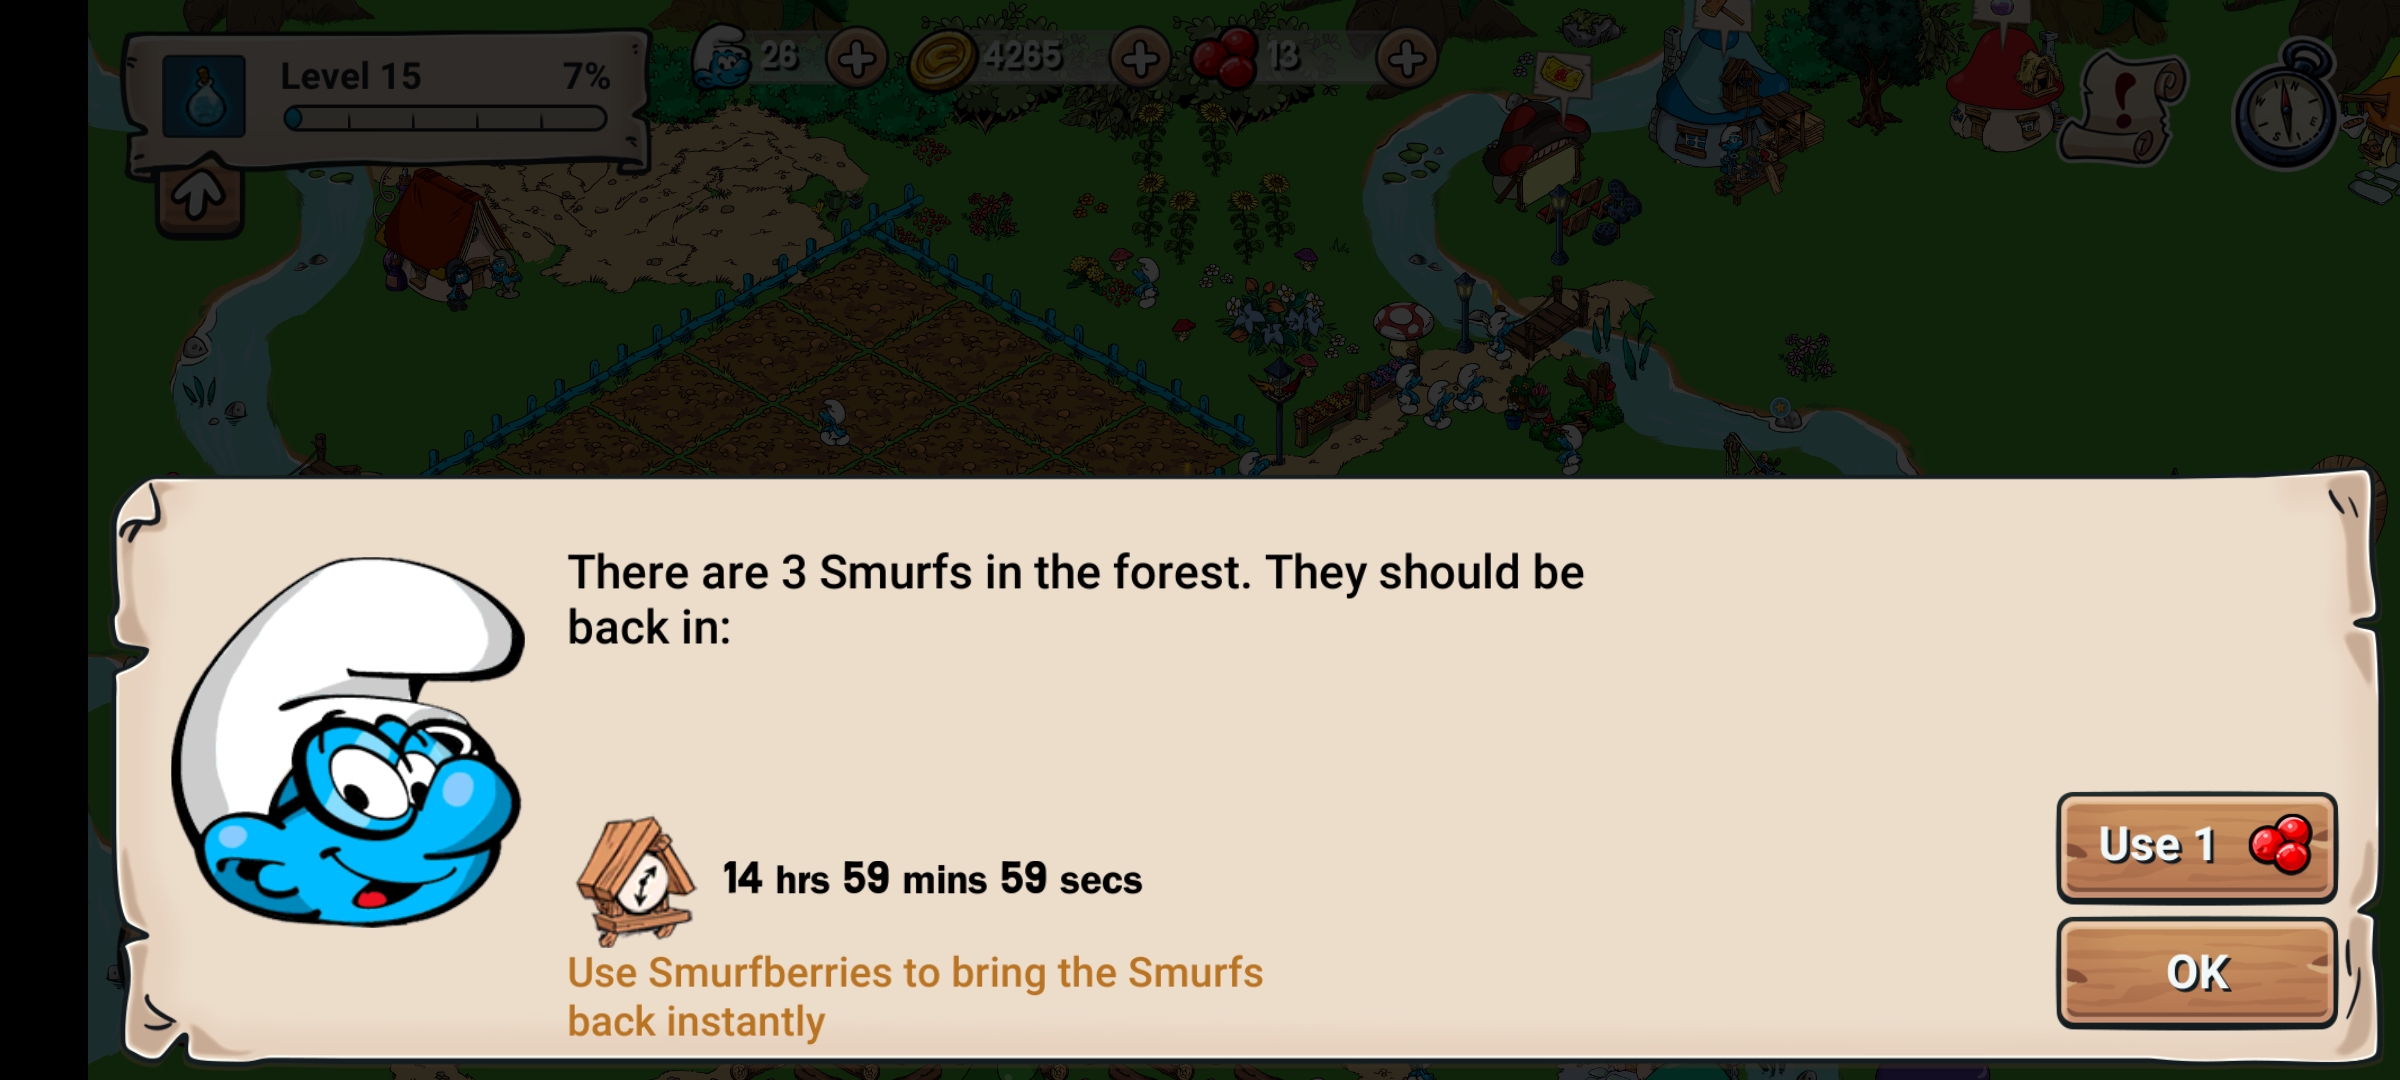 Level 15
7%
26
4265
13
There are 3 Smurfs in the forest. They should be
back in:
14 hrs 59 mins 59 secs
Use Smurfberries to bring the Smurfs
back instantly
Use 1
OK